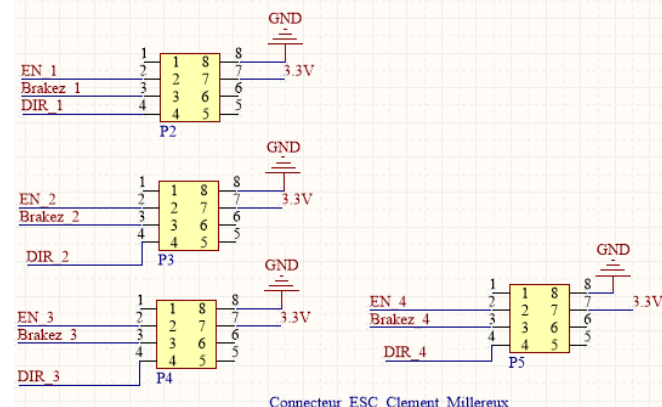 GND
1 1 8 8
EN_1 2 2 7 7 3.3V
Brakez_1 3 3 6 6
DIR_1 4 4 5 5
P2
GND
1 1 8 8
EN_2 2 2 7 7 3.3V
Brakez_2 3 3 6 6
4 4 5 5
DIR_2
P3
GND
1 1 8 8
EN_3 2 2 7 7 3.3V
Brakez_3 3 3 6 6
4 4 5 5
DIR_3
P4
GND
1 1 8 8
EN_4 2 2 7 7 3.3V
Brakez_4 3 3 6 6
4 4 5 5
DIR_4
P5
Connecteur ESC Clement Millereux